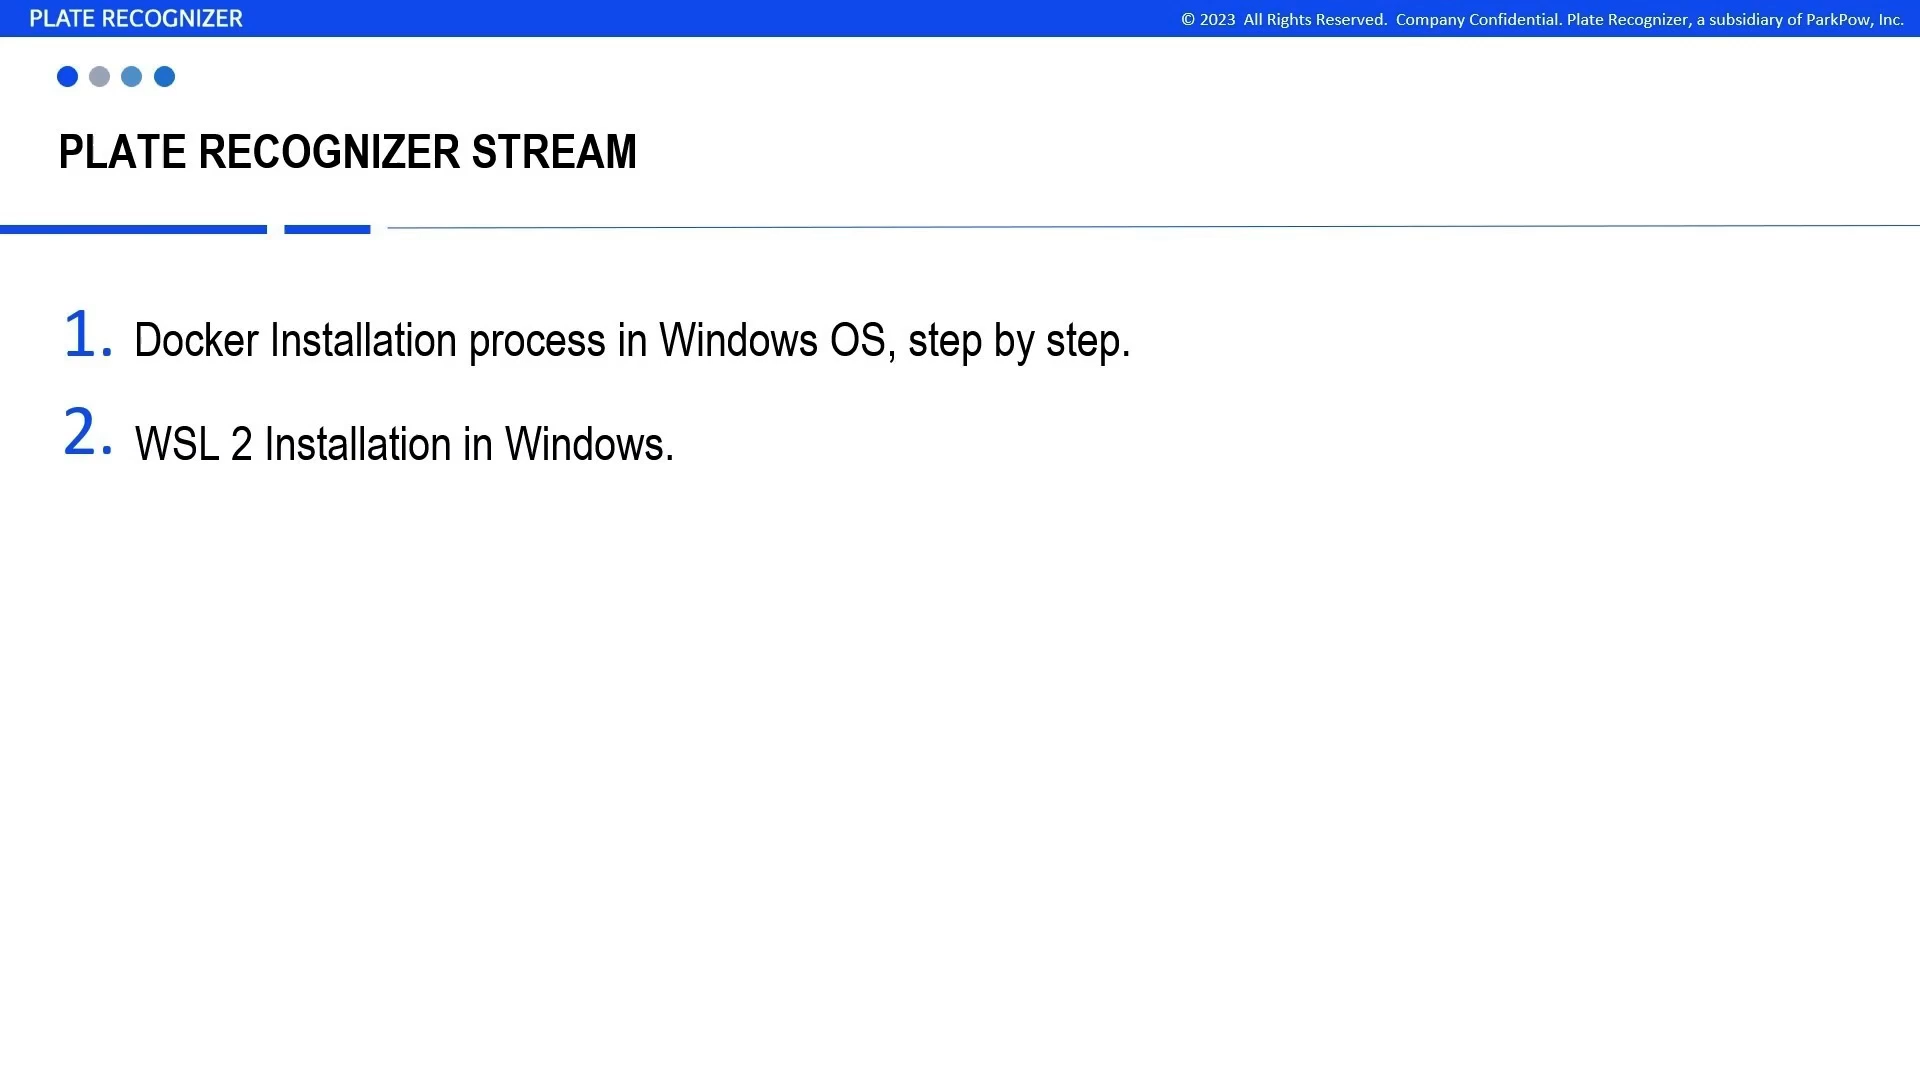 PLATE RECOGNIZER
© 2023  All Rights Reserved.  Company Confidential. Plate Recognizer, a subsidiary of ParkPow, Inc.
PLATE RECOGNIZER STREAM
1. Docker Installation process in Windows OS, step by step.
2. WSL 2 Installation in Windows.